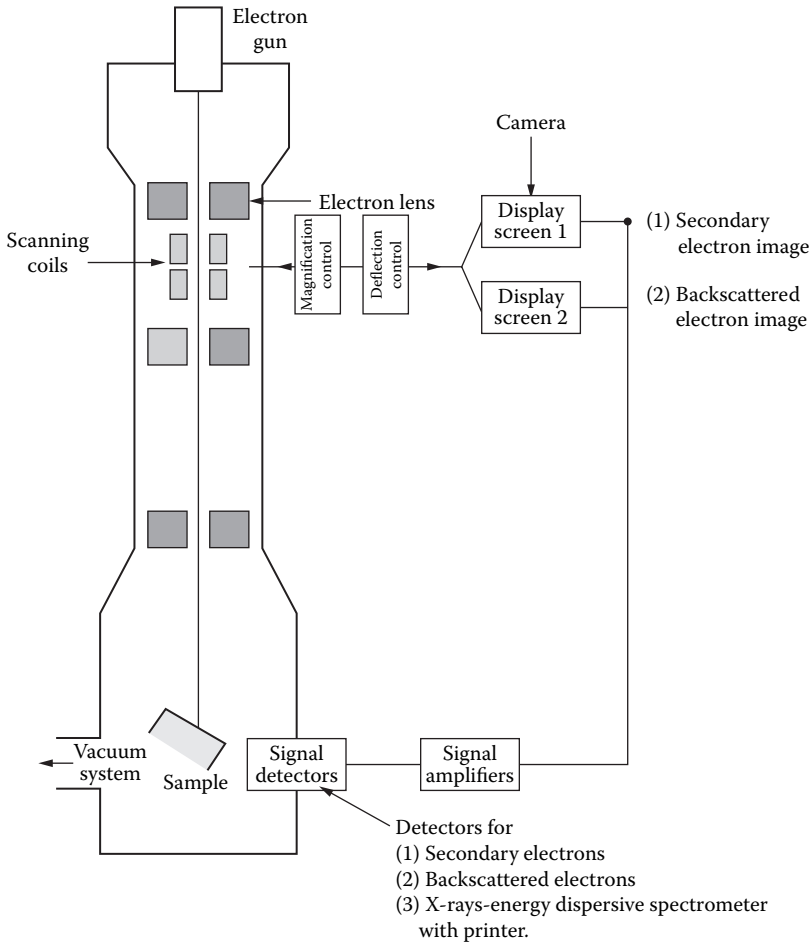 Electron
gun
Camera
Electron lens
Scanning
coils
Magnification
control
Deflection
control
Display
screen 1
Display
screen 2
(1) Secondary
electron image
(2) Backscattered
electron image
Vacuum
system
Sample
Signal
detectors
Signal
amplifiers
Detectors for
(1) Secondary electrons
(2) Backscattered electrons
(3) X-rays-energy dispersive spectrometer
with printer.